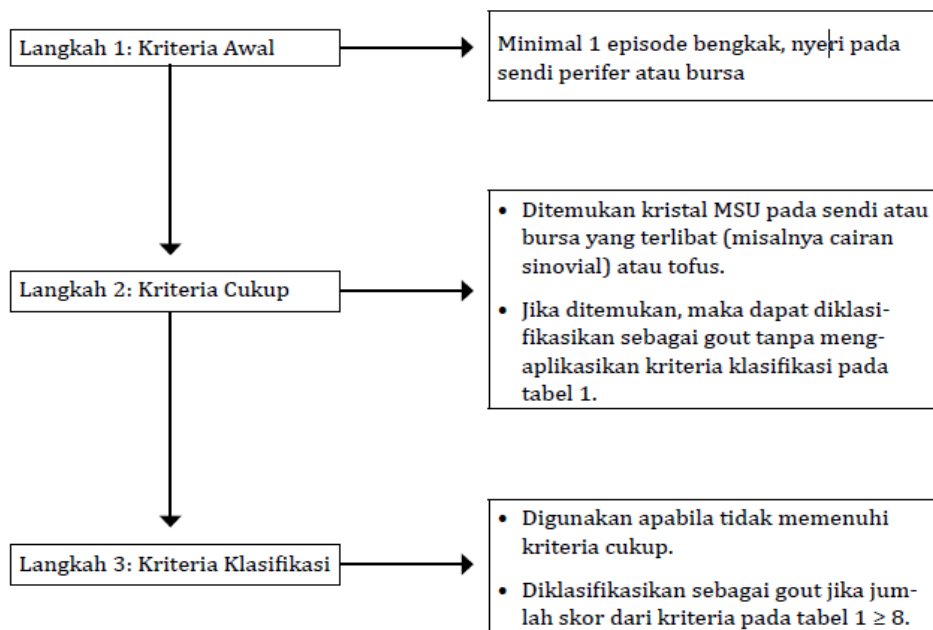 Langkah 1: Kriteria Awal
Minimal 1 episode bengkak, nyeri pada
sendi perifer atau bursa
Langkah 2: Kriteria Cukup
• Ditemukan kristal MSU pada sendi atau
bursa yang terlibat (misalnya cairan
sinovial) atau tofus.
• Jika ditemukan, maka dapat diklasi-
fikasikan sebagai gout tanpa meng-
aplikasikan kriteria klasifikasi pada
tabel 1.
Langkah 3: Kriteria Klasifikasi
• Digunakan apabila tidak memenuhi
kriteria cukup.
• Diklasifikasikan sebagai gout jika jum-
lah skor dari kriteria pada tabel 1 ≥ 8.